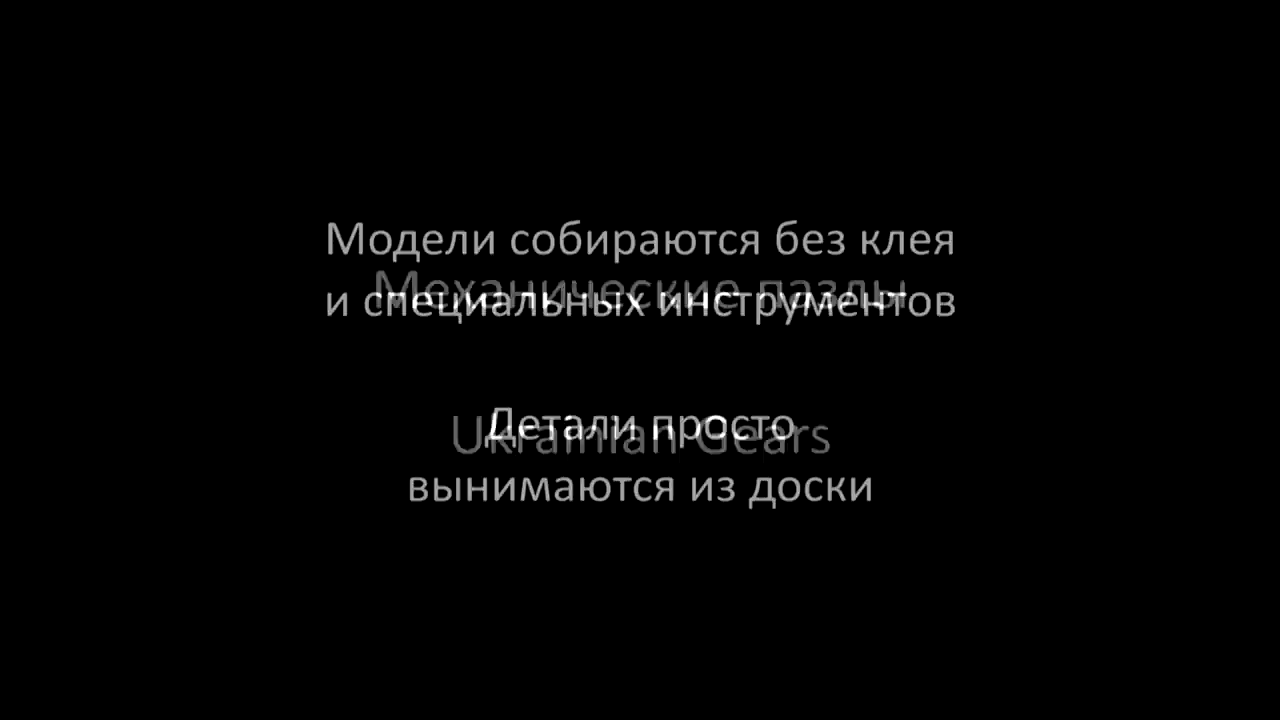 Модели собираются без клея
Механические пазлы
и специальных инструментов
Детали просто
Ukrainian Gears
вынимаются из доски